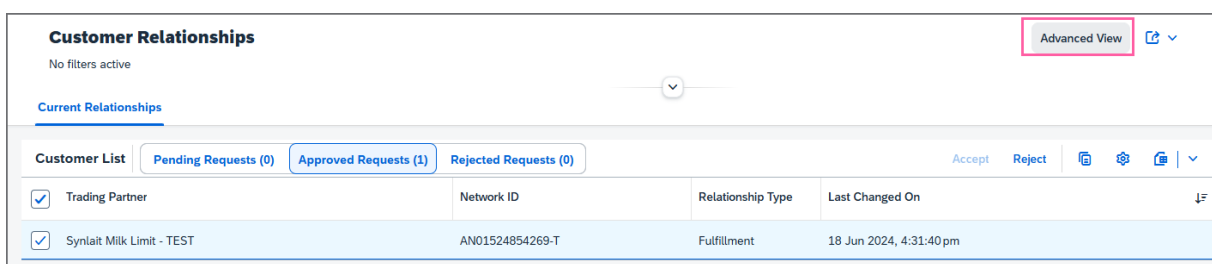 Customer Relationships
Advanced View
No filters active
Current Relationships
Customer List Pending Requests (0) Approved Requests (1) Rejected Requests (0) Accept Reject
Trading Partner Network ID Relationship Type Last Changed On
Synlait Milk Limit - TEST AN01524854269-T Fulfillment 18 Jun 2024, 4:31:40 pm